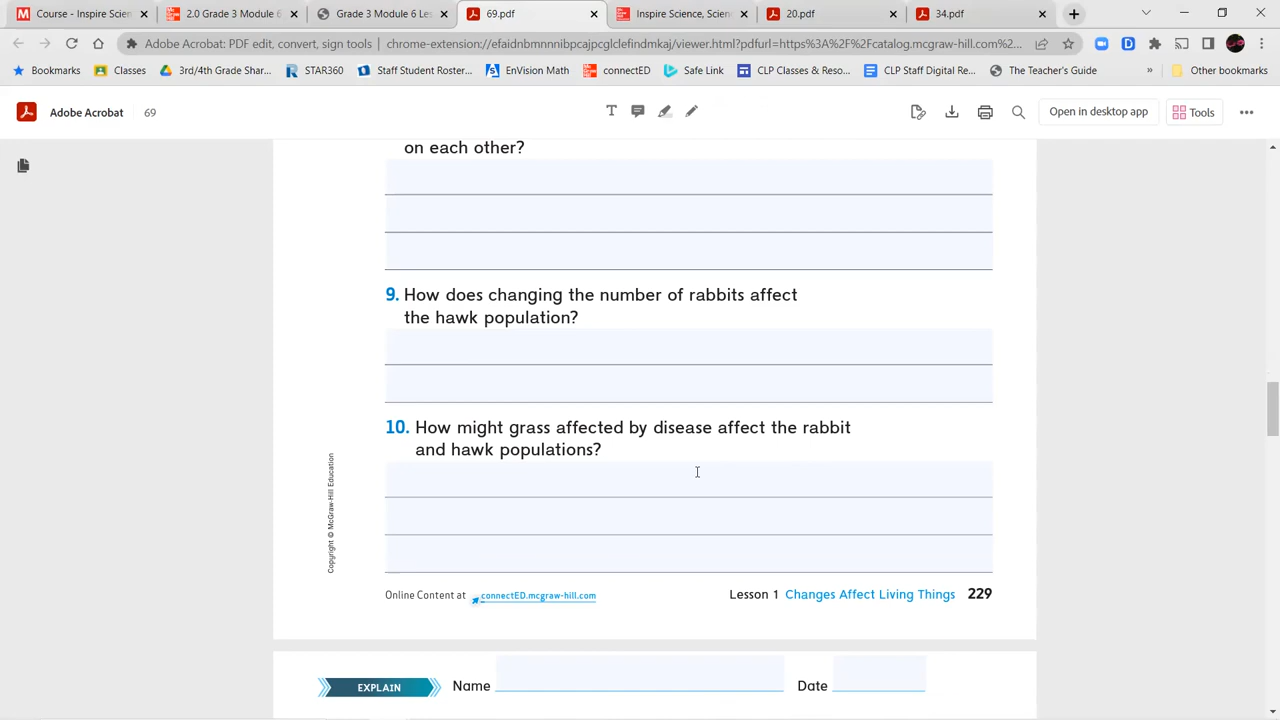 Course - Inspire Scienc
2.0 Grade 3 Module 6
Grade 3 Module 6 Les
69.pdf
Inspire Science, Scienc
20.pdf
34.pdf
Adobe Acrobat: PDF edit, convert, sign tools | chrome-extension://efaidnbmnnnibpcajpcglclefindmkaj/viewer.html?pdfurl=https%3A%2F%2Fcatalog.mcgraw-hill.com%2...
Bookmarks
Classes
3rd/4th Grade Shar...
STAR360
Staff Student Roster...
EnVision Math
connectED
Safe Link
CLP Classes & Reso...
CLP Staff Digital Re...
The Teacher's Guide
»
Other bookmarks
Adobe Acrobat 69
Open in desktop app
Tools
on each other?
9. How does changing the number of rabbits affect
the hawk population?
10. How might grass affected by disease affect the rabbit
and hawk populations?
Copyright © McGraw-Hill Education
Online Content at connectED.mcgraw-hill.com
Lesson 1 Changes Affect Living Things 229
EXPLAIN Name Date